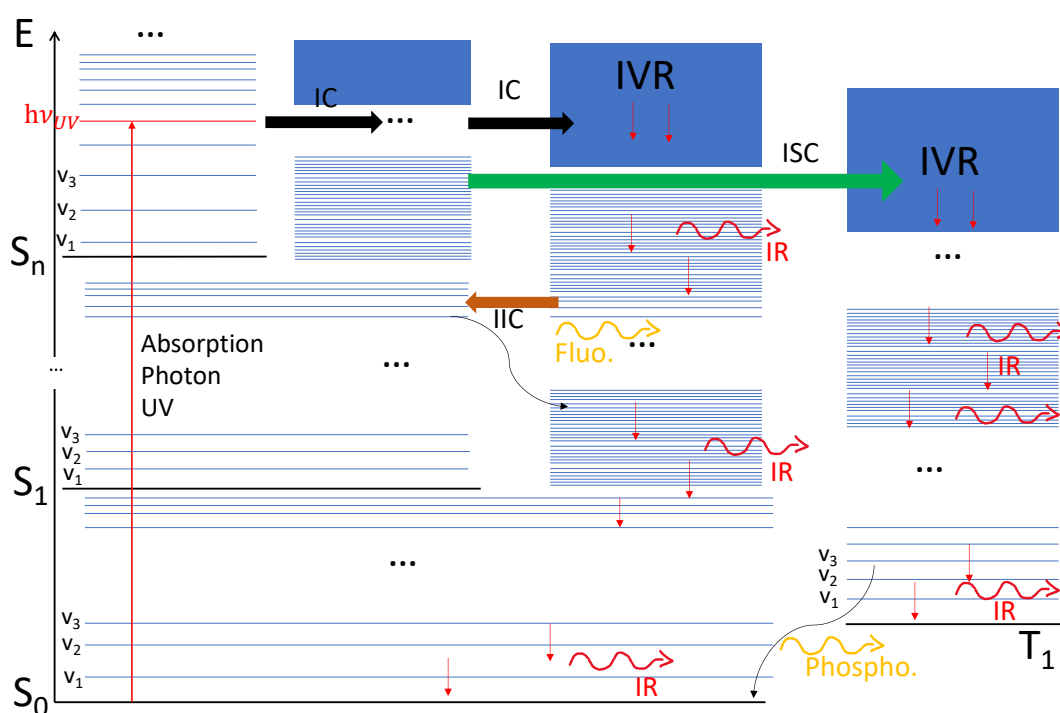 E
...
hν_UV
v₃
v₂
v₁
Sₙ
IC
...
IC
IVR
ISC
IVR
IR
...
IIC
Fluo.
...
Absorption
Photon
UV
...
...
IR
v₃
v₂
v₁
S₁
IR
...
...
v₃
v₂
v₁
IR
T₁
v₃
v₂
v₁
IR
Phospho.
S₀